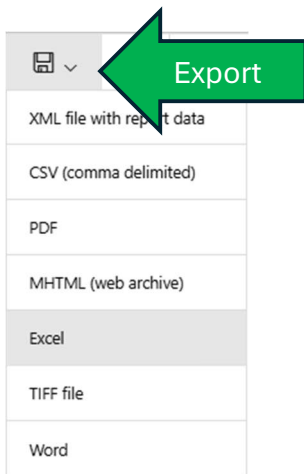 Export
XML file with report data
CSV (comma delimited)
PDF
MHTML (web archive)
Excel
TIFF file
Word